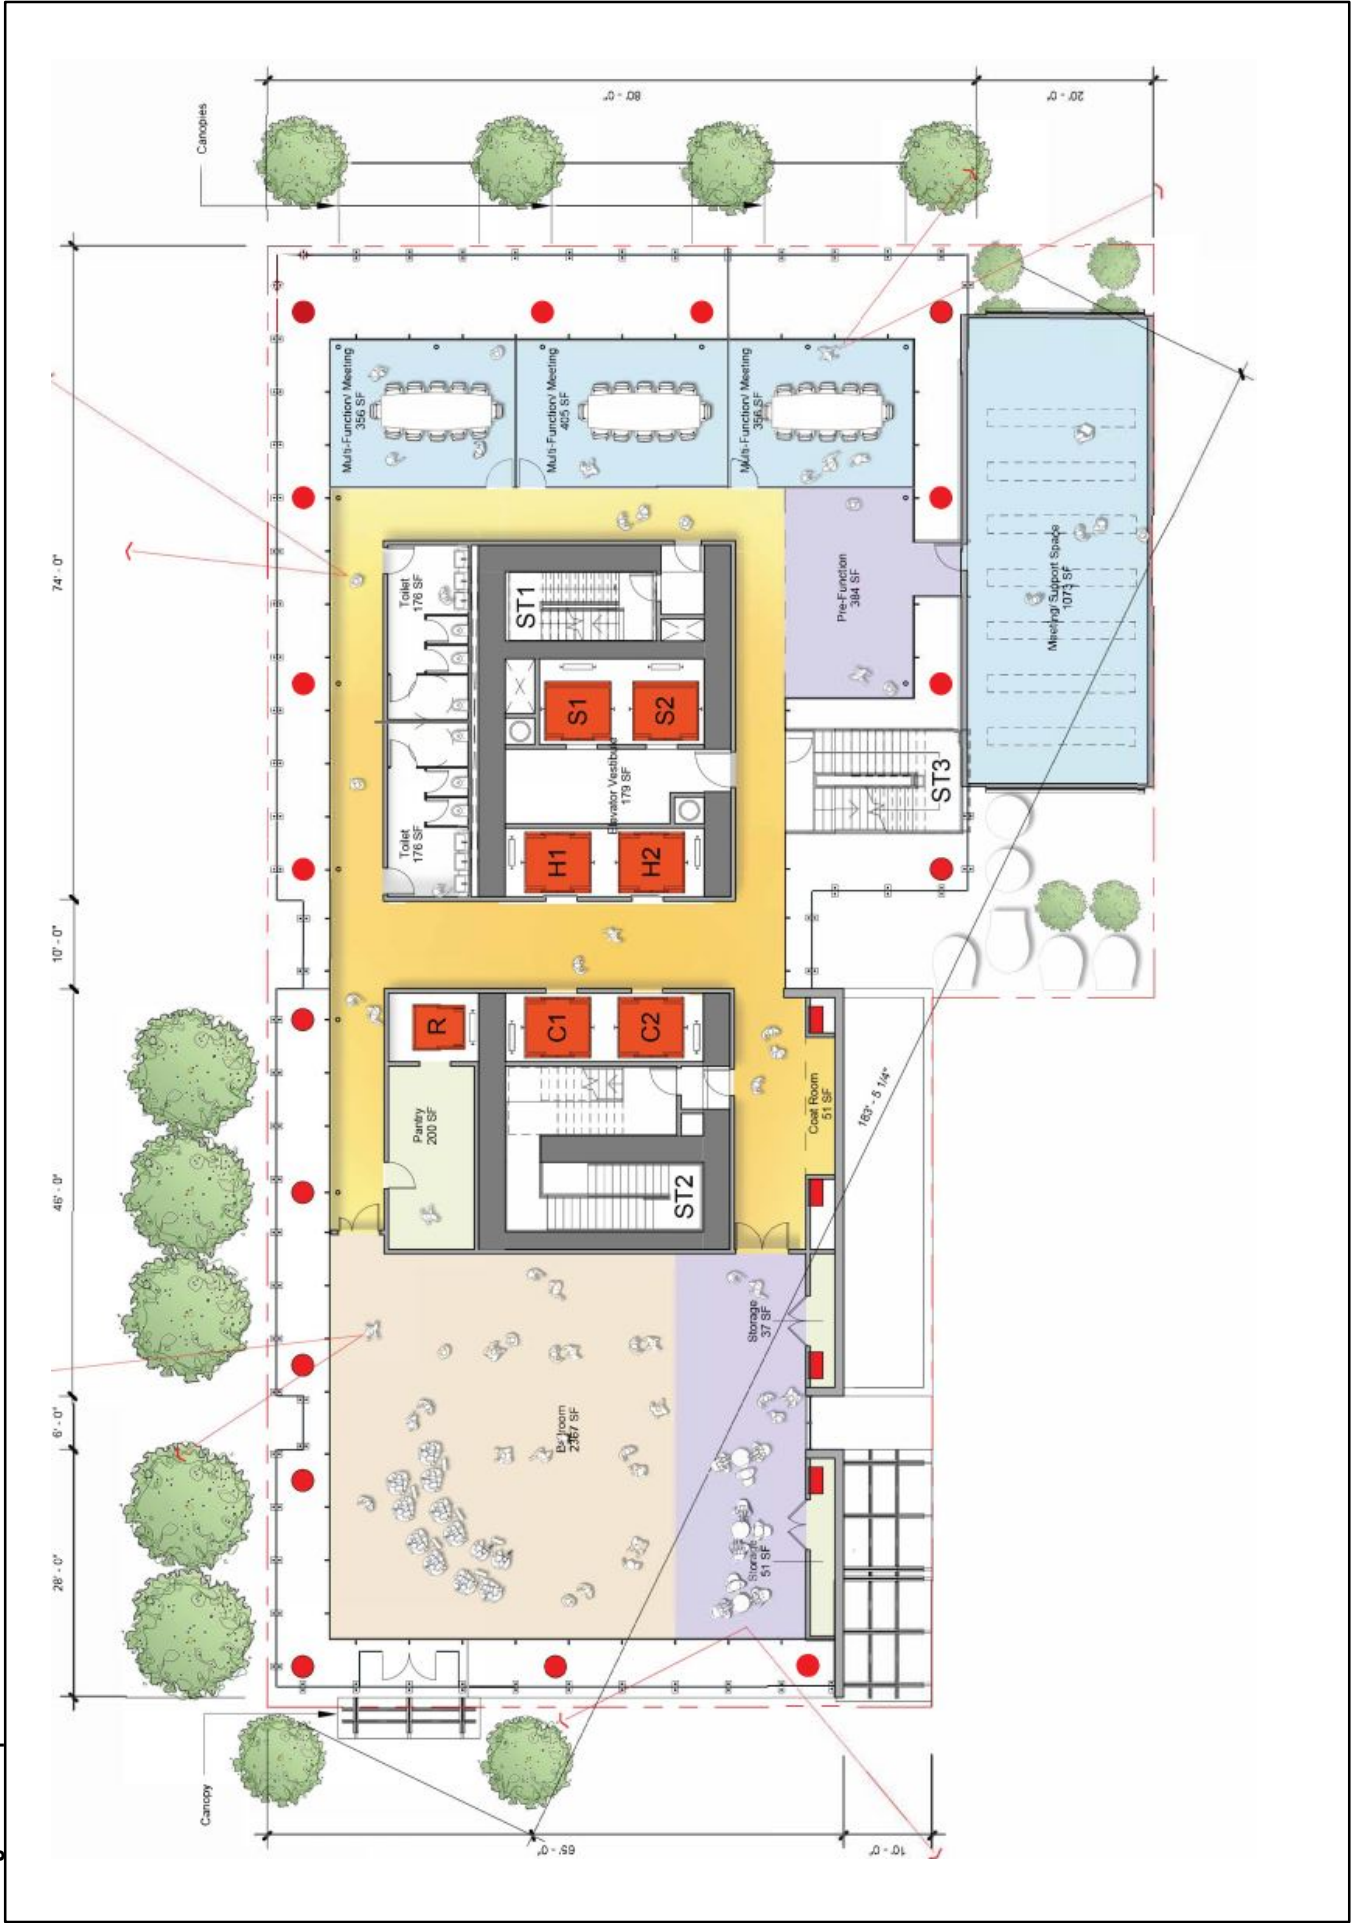 Canopies
80' - 0"
20' - 0"
74' - 0"
Multi-Function/ Meeting
356 SF
Multi-Function/ Meeting
405 SF
Multi-Function/ Meeting
356 SF
Toilet
176 SF
ST1
Pre-Function
384 SF
Meeting/ Support Space
1073 SF
S1
S2
Elevator Vestibule
179 SF
ST3
Toilet
176 SF
H1
H2
10' - 0"
R
C1
C2
Pantry
200 SF
Coat Room
51 SF
183' - 5 1/4"
46' - 0"
ST2
Storage
37 SF
6' - 0"
Ballroom
2367 SF
28' - 0"
Storage
51 SF
Canopy
65' - 0"
10' - 0"